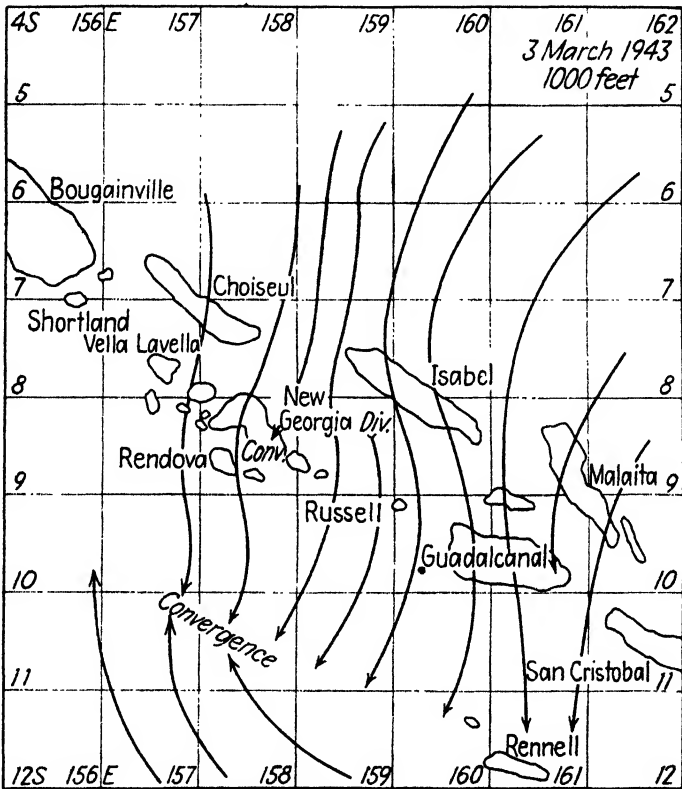 4S 156E 157 158 159 160 161 162
3 March 1943
1000 feet
5 5
6 6
Bougainville
7 7
Choiseul
Shortland
Vella Lavella
Isabel
8 8
New
Georgia Div.
Conv.
Rendova
Malaita
9 9
Russell
Guadalcanal
10 10
Convergence
San Cristobal
11 11
Rennell
12S 156E 157 158 159 160 161 12